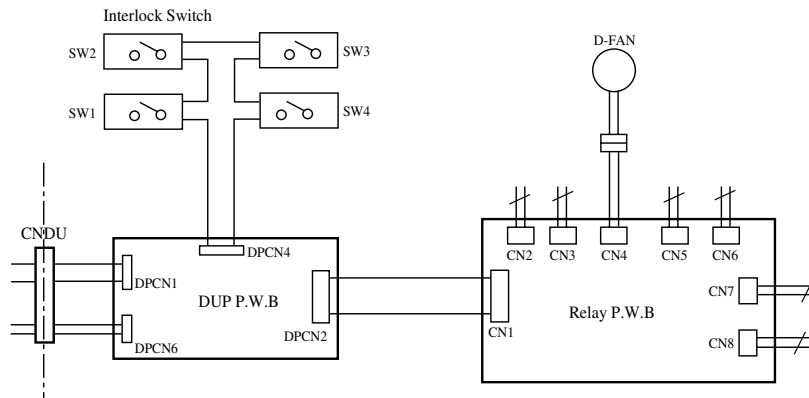 Interlock Switch
SW2
SW3
SW1
SW4
D-FAN
CNDU
DPCN4
CN2
CN3
CN4
CN5
CN6
DPCN1
DUP P.W.B
CN7
Relay P.W.B
DPCN2
CN1
DPCN6
CN8